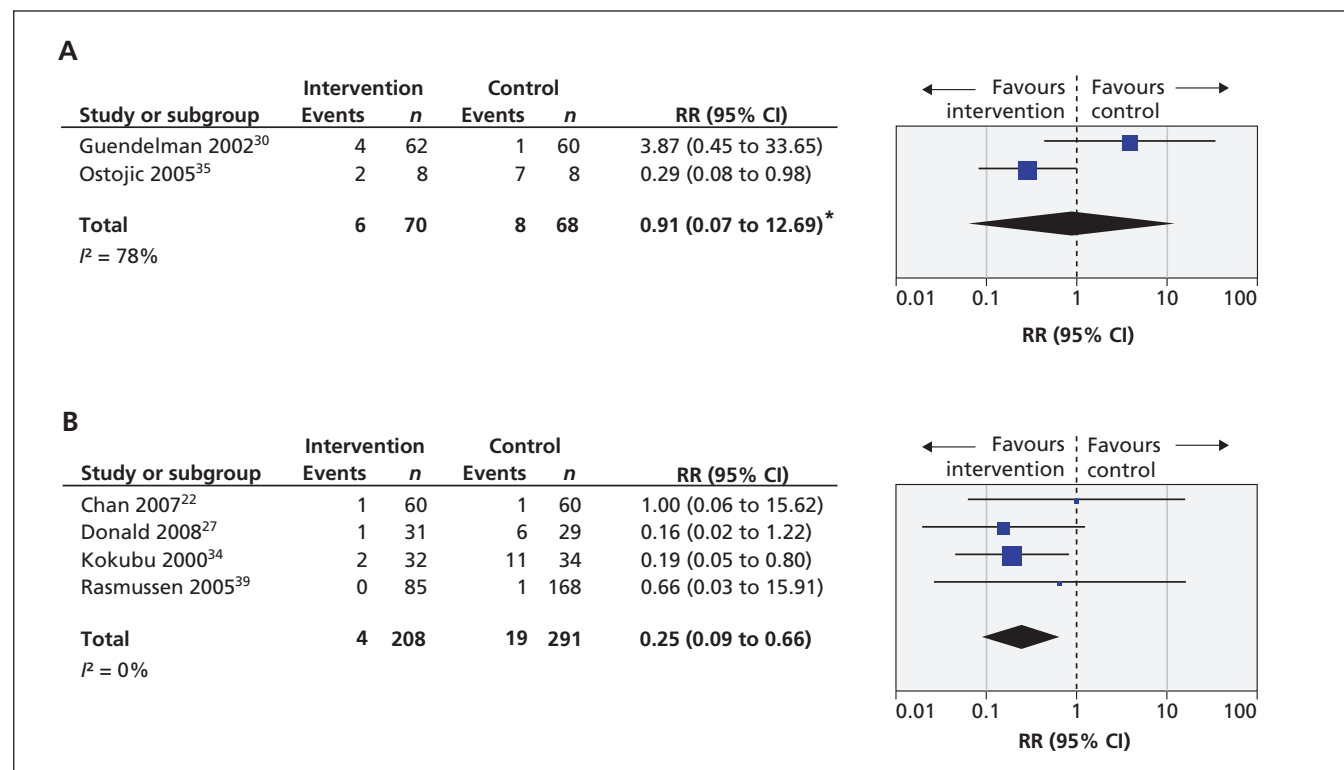 A
Intervention Control
Study or subgroup Events n Events n RR (95% CI)
Guendelman 2002³⁰ 4 62 1 60 3.87 (0.45 to 33.65)
Ostojic 2005³⁵ 2 8 7 8 0.29 (0.08 to 0.98)
Total 6 70 8 68 0.91 (0.07 to 12.69)*
I² = 78%
Favours intervention
Favours control
0.01 0.1 1 10 100
RR (95% CI)
B
Intervention Control
Study or subgroup Events n Events n RR (95% CI)
Chan 2007²² 1 60 1 60 1.00 (0.06 to 15.62)
Donald 2008²⁷ 1 31 6 29 0.16 (0.02 to 1.22)
Kokubu 2000³⁴ 2 32 11 34 0.19 (0.05 to 0.80)
Rasmussen 2005³⁹ 0 85 1 168 0.66 (0.03 to 15.91)
Total 4 208 19 291 0.25 (0.09 to 0.66)
I² = 0%
Favours intervention
Favours control
0.01 0.1 1 10 100
RR (95% CI)